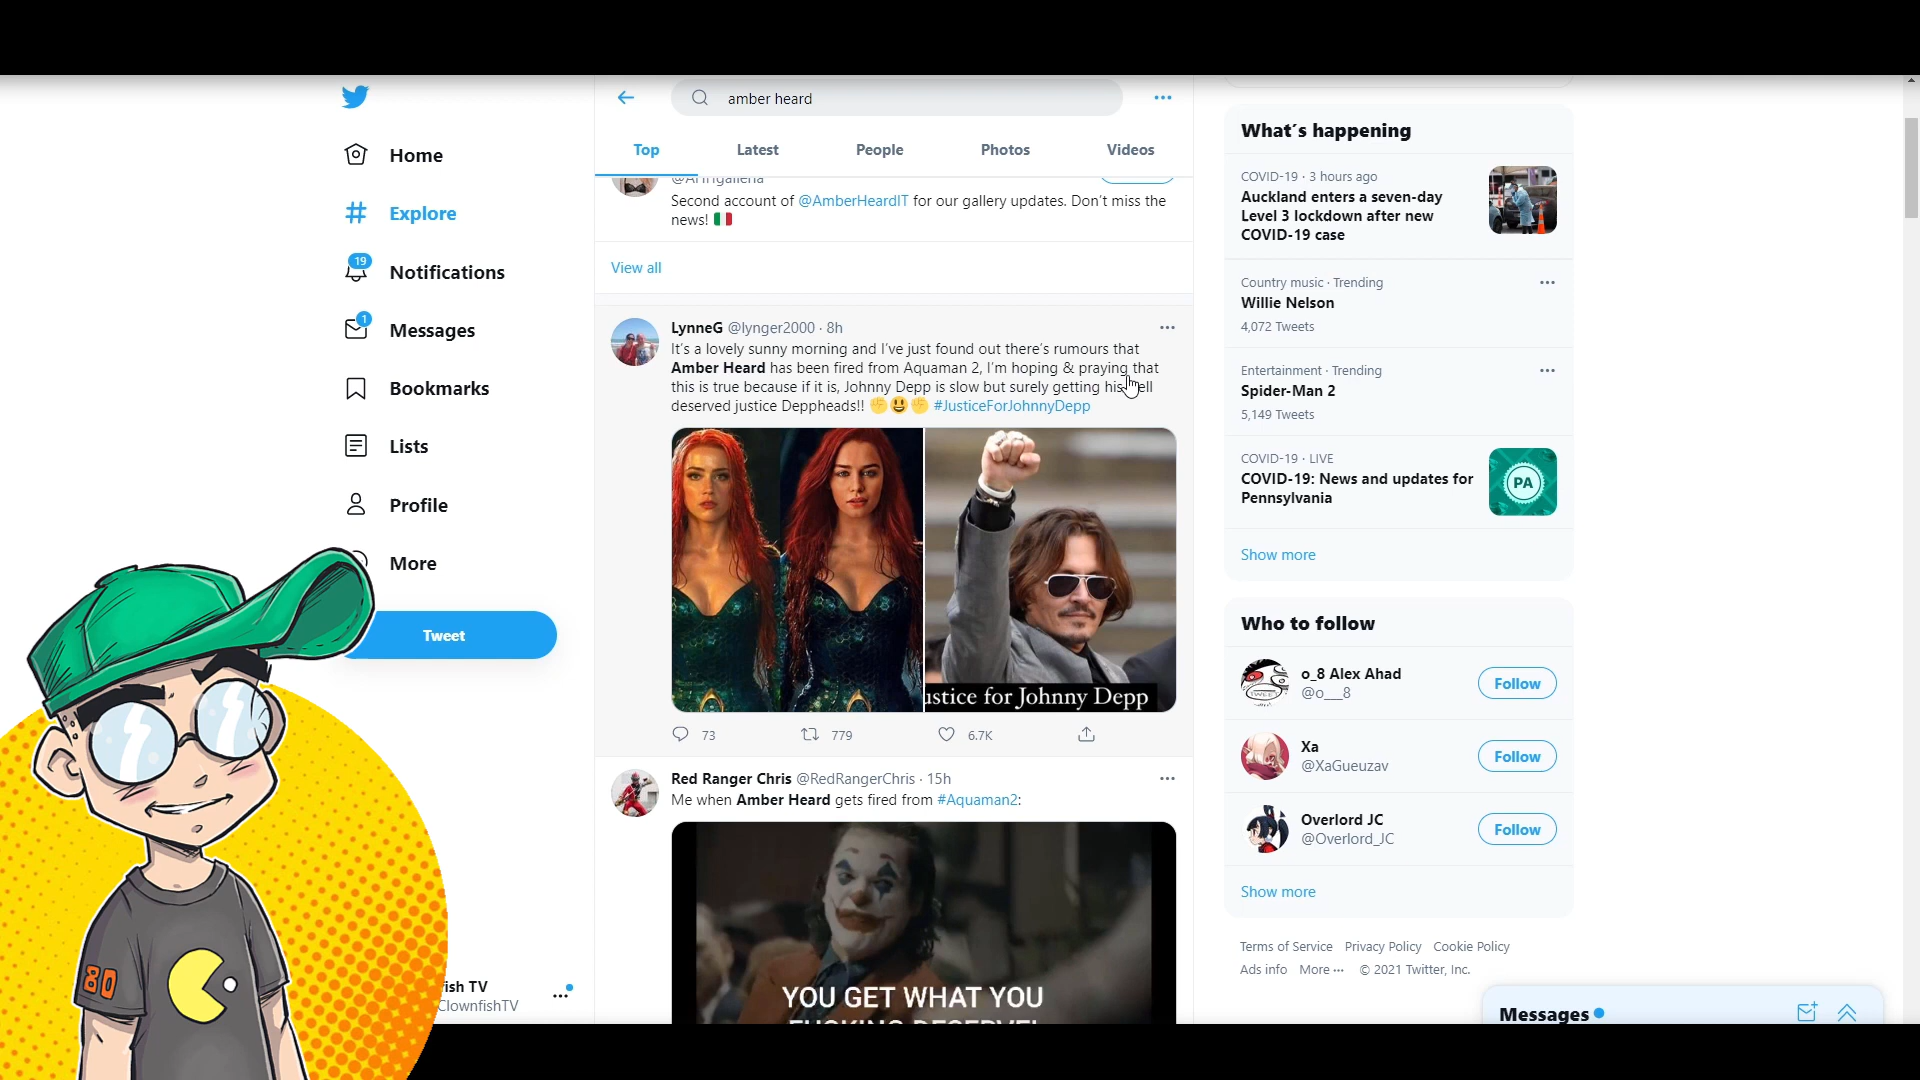 amber heard
Top
Latest
People
Photos
Videos
Home
Explore
19
Notifications
1
Messages
Bookmarks
Lists
Profile
More
Tweet
80
fish TV
ClownfishTV
Second account of @AmberHeardIT for our gallery updates. Don't miss the
news!
View all
LynneG @lynger2000 · 8h
It's a lovely sunny morning and I've just found out there's rumours that
Amber Heard has been fired from Aquaman 2, I'm hoping & praying that
this is true because if it is, Johnny Depp is slow but surely getting his ell
deserved justice Deppheads!! ✊😃✊ #JusticeForJohnnyDepp
ustice for Johnny Depp
73
779
6.7K
Red Ranger Chris @RedRangerChris · 15h
Me when Amber Heard gets fired from #Aquaman2:
YOU GET WHAT YOU
FUCKING DESERVE!
What's happening
COVID-19 · 3 hours ago
Auckland enters a seven-day
Level 3 lockdown after new
COVID-19 case
Country music · Trending
Willie Nelson
4,072 Tweets
Entertainment · Trending
Spider-Man 2
5,149 Tweets
COVID-19 · LIVE
COVID-19: News and updates for
Pennsylvania
PA
Show more
Who to follow
o_8 Alex Ahad
@o__8
Follow
Xa
@XaGueuzav
Follow
Overlord JC
@Overlord_JC
Follow
Show more
Terms of Service Privacy Policy Cookie Policy
Ads info More ··· © 2021 Twitter, Inc.
Messages